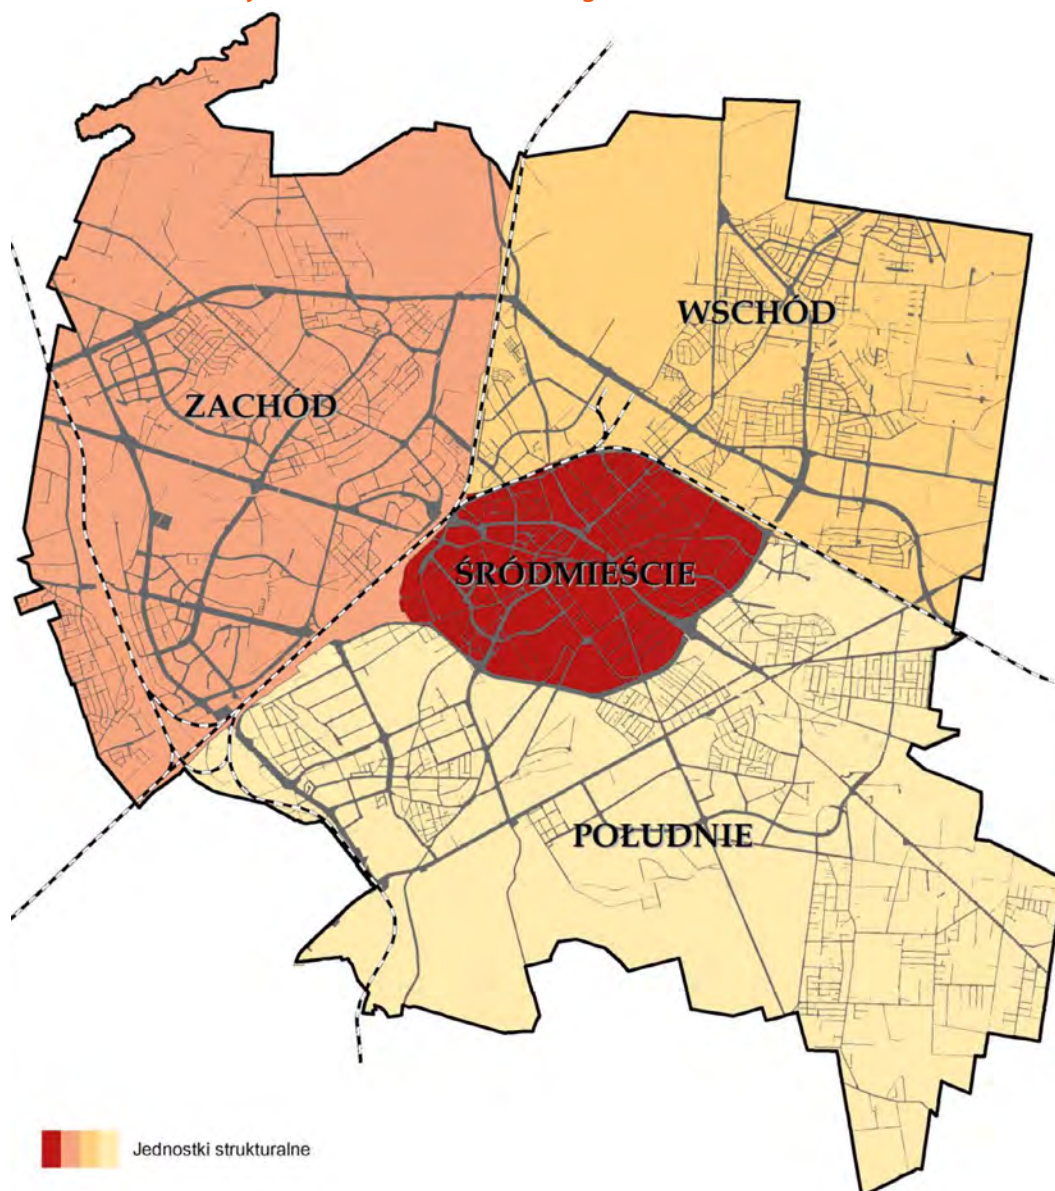 WSCHÓD
ZACHÓD
ŚRÓDMIEŚCIE
POŁUDNIE
Jednostki strukturalne